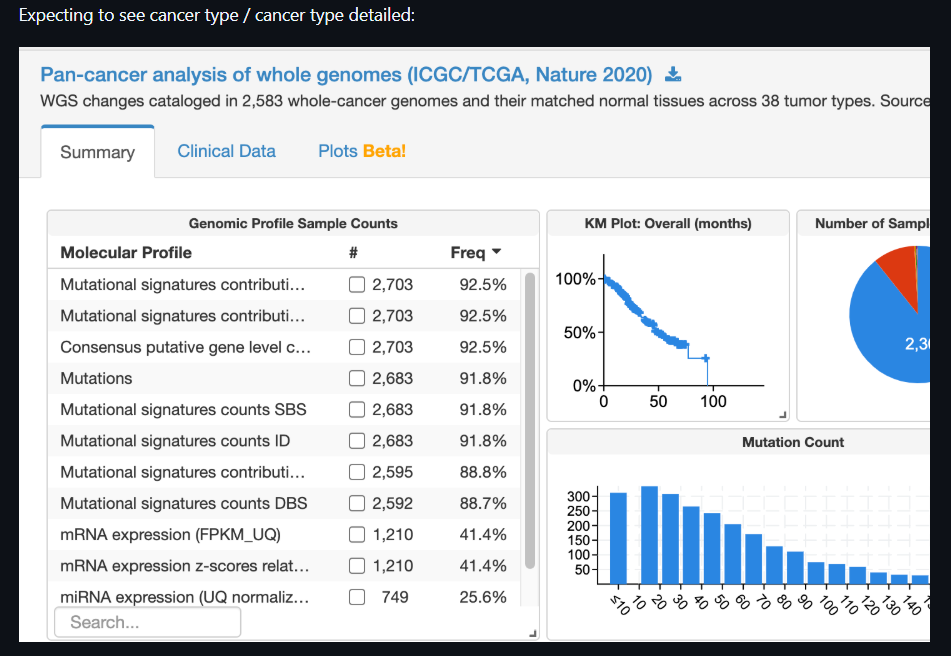 Expecting to see cancer type / cancer type detailed:
Pan-cancer analysis of whole genomes (ICGC/TCGA, Nature 2020)
WGS changes cataloged in 2,583 whole-cancer genomes and their matched normal tissues across 38 tumor types. Source
Summary
Clinical Data
Plots Beta!
Genomic Profile Sample Counts
Molecular Profile # Freq
Mutational signatures contributi... 2,703 92.5%
Mutational signatures contributi... 2,703 92.5%
Consensus putative gene level c... 2,703 92.5%
Mutations 2,683 91.8%
Mutational signatures counts SBS 2,683 91.8%
Mutational signatures counts ID 2,683 91.8%
Mutational signatures contributi... 2,595 88.8%
Mutational signatures counts DBS 2,592 88.7%
mRNA expression (FPKM_UQ) 1,210 41.4%
mRNA expression z-scores relat... 1,210 41.4%
miRNA expression (UQ normaliz... 749 25.6%
Search...
KM Plot: Overall (months)
100%
50%
0%
0 50 100
Number of Sampl
2,30
Mutation Count
300
250
200
150
100
50
≤10 10 20 30 40 50 60 70 80 90 100 110 120 130 140